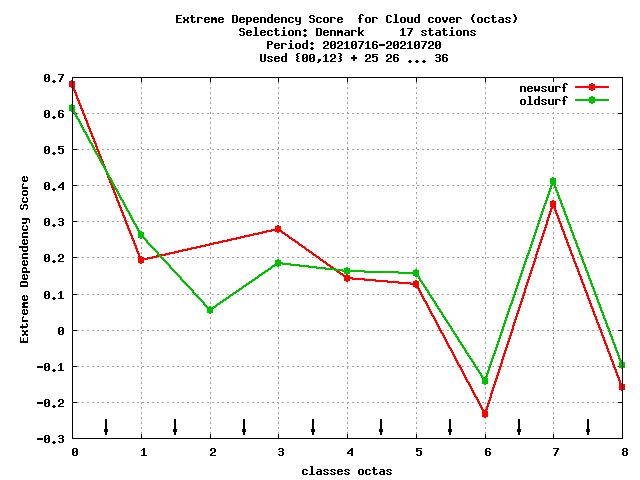 Extreme Dependency Score  for Cloud cover (octas)
Selection: Denmark     17 stations
Period: 20210716-20210720
Used {00,12} + 25 26 ... 36
newsurf
oldsurf
0.7
0.6
0.5
0.4
0.3
0.2
0.1
0
-0.1
-0.2
-0.3
Extreme Dependency Score
0 1 2 3 4 5 6 7 8
classes octas